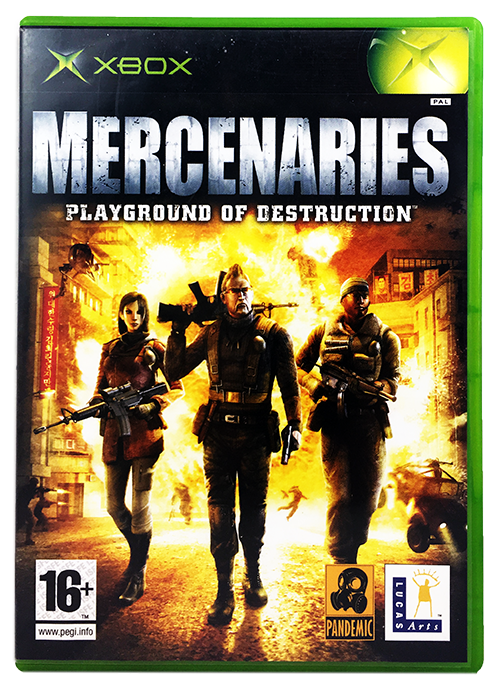 XBOX
PAL
MERCENARIES
PLAYGROUND OF DESTRUCTION™
16+
www.pegi.info
PANDEMIC
LUCAS
Arts